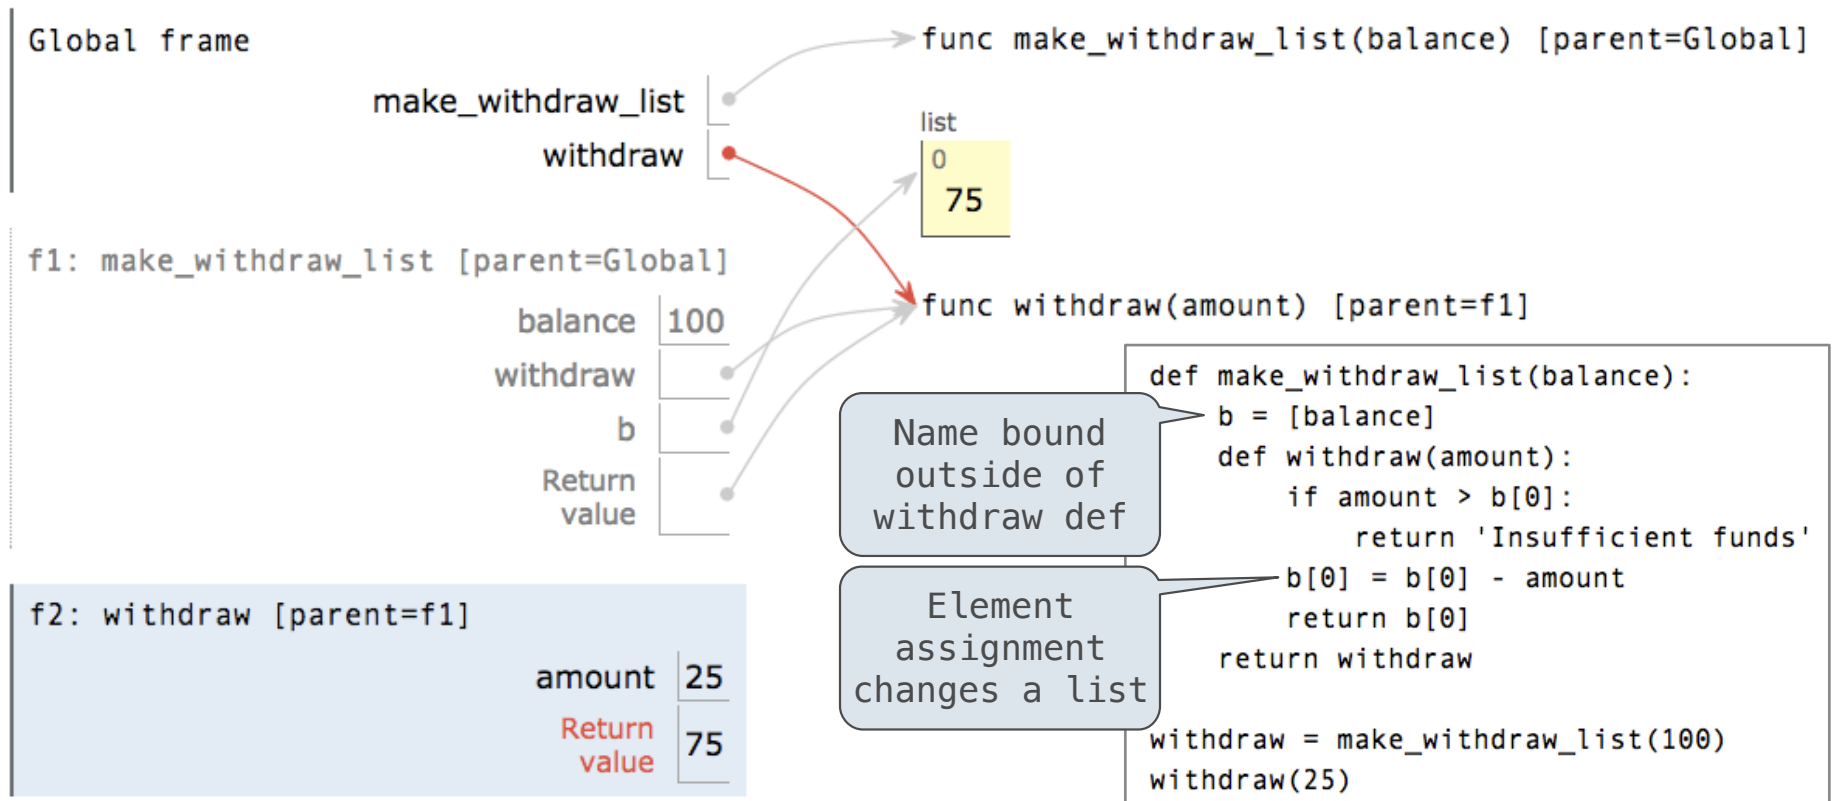 Global frame
make_withdraw_list
withdraw
func make_withdraw_list(balance) [parent=Global]
list
0
75
f1: make_withdraw_list [parent=Global]
balance 100
withdraw
b
Return
value
func withdraw(amount) [parent=f1]
f2: withdraw [parent=f1]
amount 25
Return
value 75
Name bound
outside of
withdraw def
Element
assignment
changes a list
def make_withdraw_list(balance):
    b = [balance]
    def withdraw(amount):
        if amount > b[0]:
            return 'Insufficient funds'
        b[0] = b[0] - amount
        return b[0]
    return withdraw
withdraw = make_withdraw_list(100)
withdraw(25)